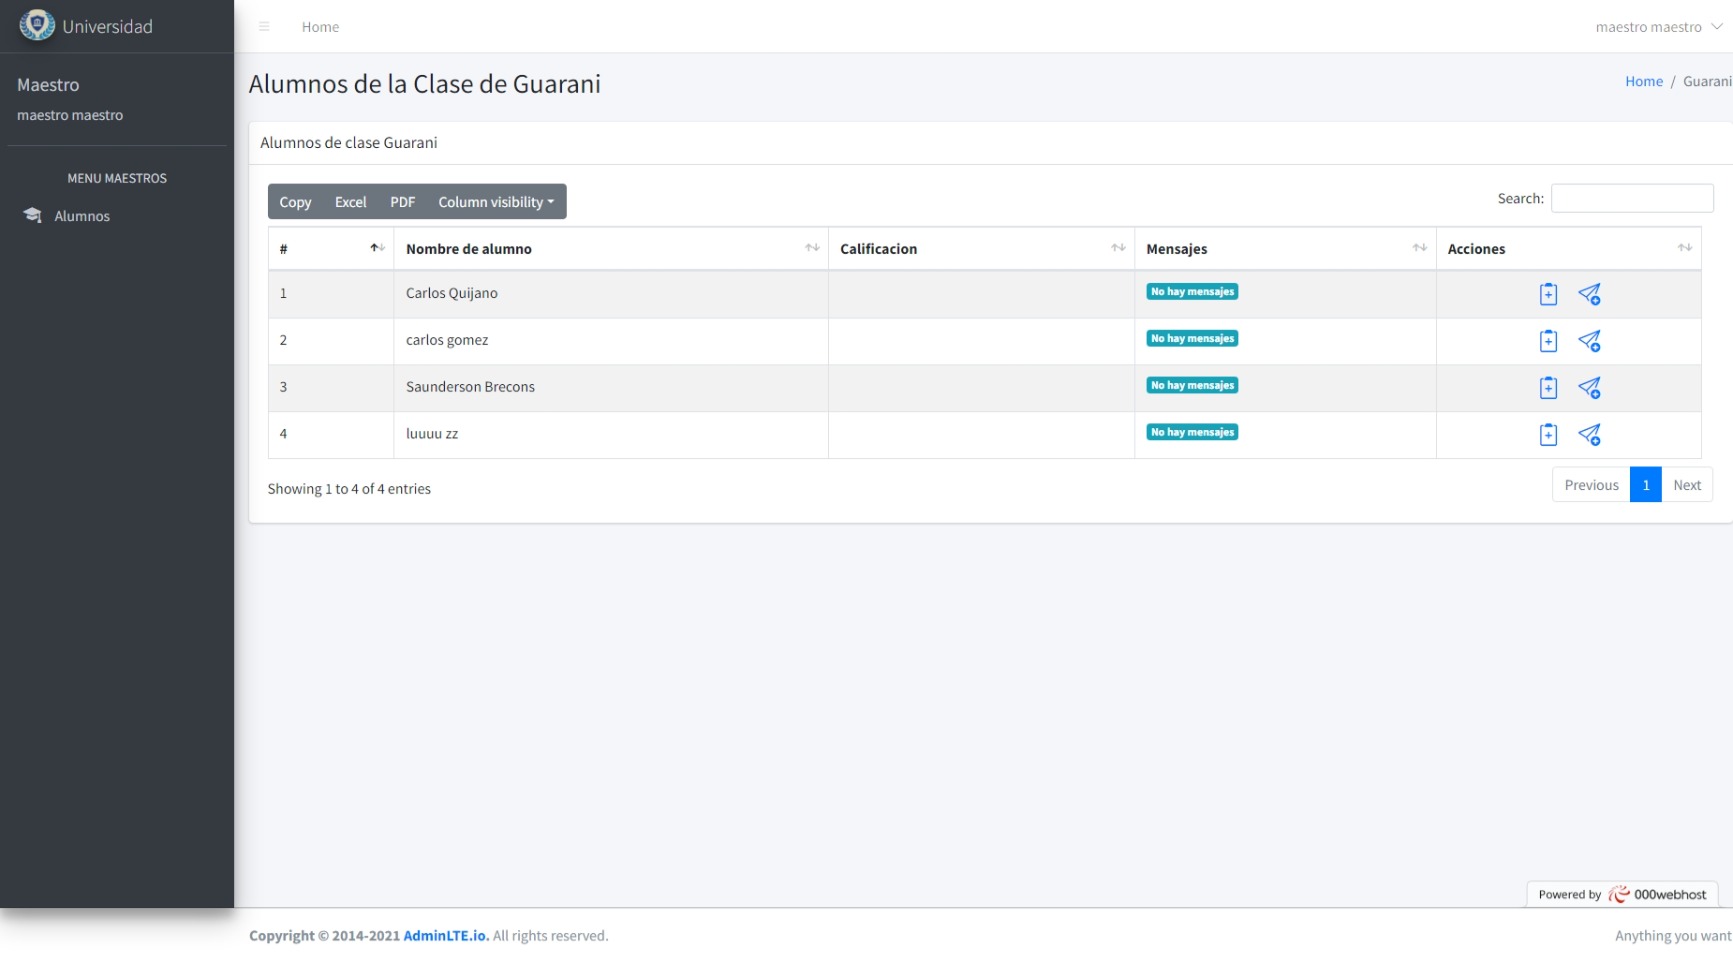 Universidad
Home
maestro maestro
Maestro
maestro maestro
MENU MAESTROS
Alumnos
Alumnos de la Clase de Guarani
Home / Guarani
Alumnos de clase Guarani
Copy Excel PDF Column visibility
Search:
# Nombre de alumno Calificacion Mensajes Acciones
1 Carlos Quijano No hay mensajes
2 carlos gomez No hay mensajes
3 Saunderson Brecons No hay mensajes
4 luuuu zz No hay mensajes
Showing 1 to 4 of 4 entries
Previous 1 Next
Powered by 000webhost
Copyright © 2014-2021 AdminLTE.io. All rights reserved.
Anything you want